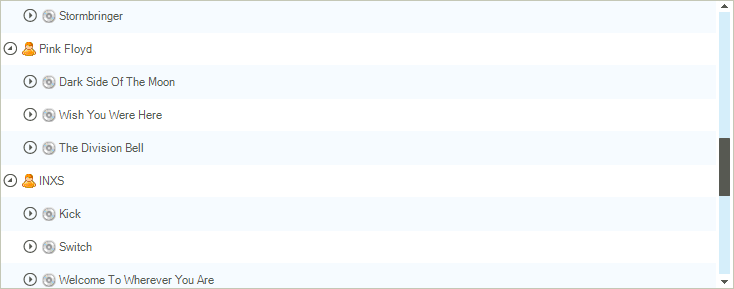 Stormbringer
Pink Floyd
Dark Side Of The Moon
Wish You Were Here
The Division Bell
INXS
Kick
Switch
Welcome To Wherever You Are